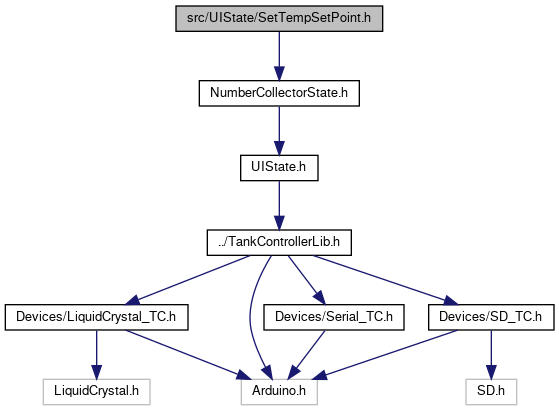 src/UIState/SetTempSetPoint.h
NumberCollectorState.h
UIState.h
../TankControllerLib.h
Devices/LiquidCrystal_TC.h
Devices/Serial_TC.h
Devices/SD_TC.h
LiquidCrystal.h
Arduino.h
SD.h